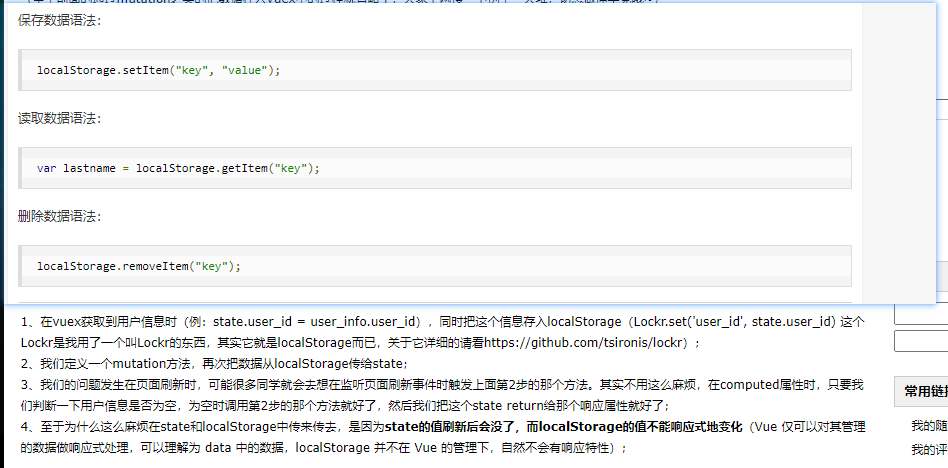 保存数据语法:
localStorage.setItem("key", "value");
读取数据语法:
var lastname = localStorage.getItem("key");
删除数据语法:
localStorage.removeItem("key");
1、在vuex获取到用户信息时（例：state.user_id = user_info.user_id），同时把这个信息存入localStorage（Lockr.set('user_id', state.user_id) 这个
Lockr是我用了一个叫Lockr的东西，其实它就是localStorage而已，关于它详细的请看https://github.com/tsironis/lockr）;
2、我们定义一个mutation方法，再次把数据从localStorage传给state;
3、我们的问题发生在页面刷新时，可能很多同学就会去想在监听页面刷新事件时触发上面第2步的那个方法。其实不用这么麻烦，在computed属性时，只要我
们判断一下用户信息是否为空，为空时调用第2步的那个方法就好了，然后我们把这个state return给那个响应属性就好了;
4、至于为什么这么麻烦在state和localStorage中传来传去，是因为state的值刷新后会没了，而localStorage的值不能响应式地变化（Vue 仅可以对其管理
的数据做响应式处理，可以理解为 data 中的数据，localStorage 并不在 Vue 的管理下，自然不会有响应特性）;
常用链
我的随
我的评